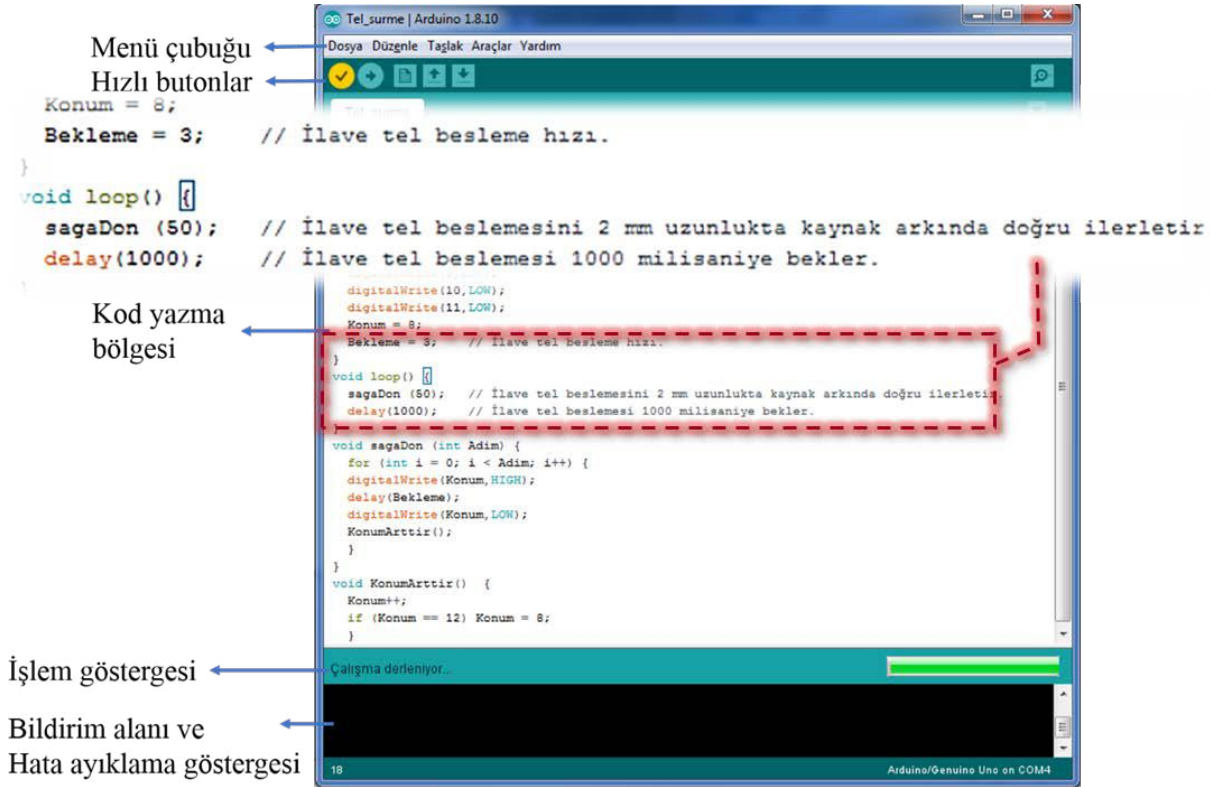 Tel_surme | Arduino 1.8.10
Menü çubuğu
Dosya Düzenle Taşlak Araçlar Yardım
Hızlı butonlar
Tel_surme
Konum = 8;
Bekleme = 3; // İlave tel besleme hızı.
}
void loop() {
sagaDon (50); // İlave tel beslemesini 2 mm uzunlukta kaynak arkında doğru ilerletir
delay(1000); // İlave tel beslemesi 1000 milisaniye bekler.
digitalWrite(10,LOW);
digitalWrite(11,LOW);
Kod yazma
bölgesi
Konum = 8;
Bekleme = 3; // İlave tel besleme hızı.
}
void loop() {
sagaDon (50); // İlave tel beslemesini 2 mm uzunlukta kaynak arkında doğru ilerletir.
delay(1000); // İlave tel beslemesi 1000 milisaniye bekler.
}
void sagaDon (int Adim) {
for (int i = 0; i < Adim; i++) {
digitalWrite(Konum,HIGH);
delay(Bekleme);
digitalWrite(Konum,LOW);
KonumArttir();
}
}
void KonumArttir() {
Konum++;
if (Konum == 12) Konum = 8;
}
İşlem göstergesi
Çalışma derleniyor...
Bildirim alanı ve
Hata ayıklama göstergesi
18
Arduino/Genuino Uno on COM4